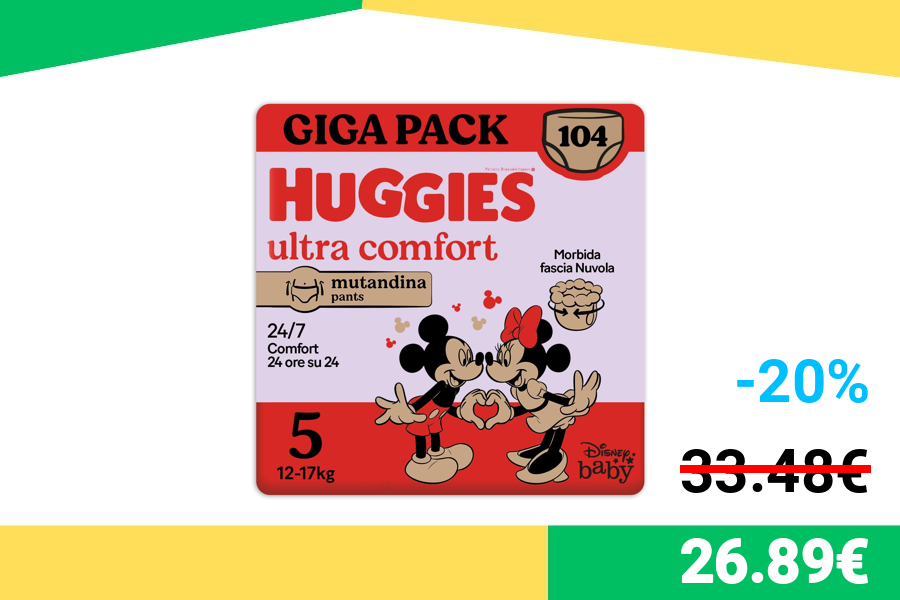 GIGA PACK
104
HUGGIES
ultra comfort
Morbida
fascia Nuvola
mutandina
pants
24/7
Comfort
24 ore su 24
5
12-17kg
Disney
baby
-20%
33.48€
26.89€